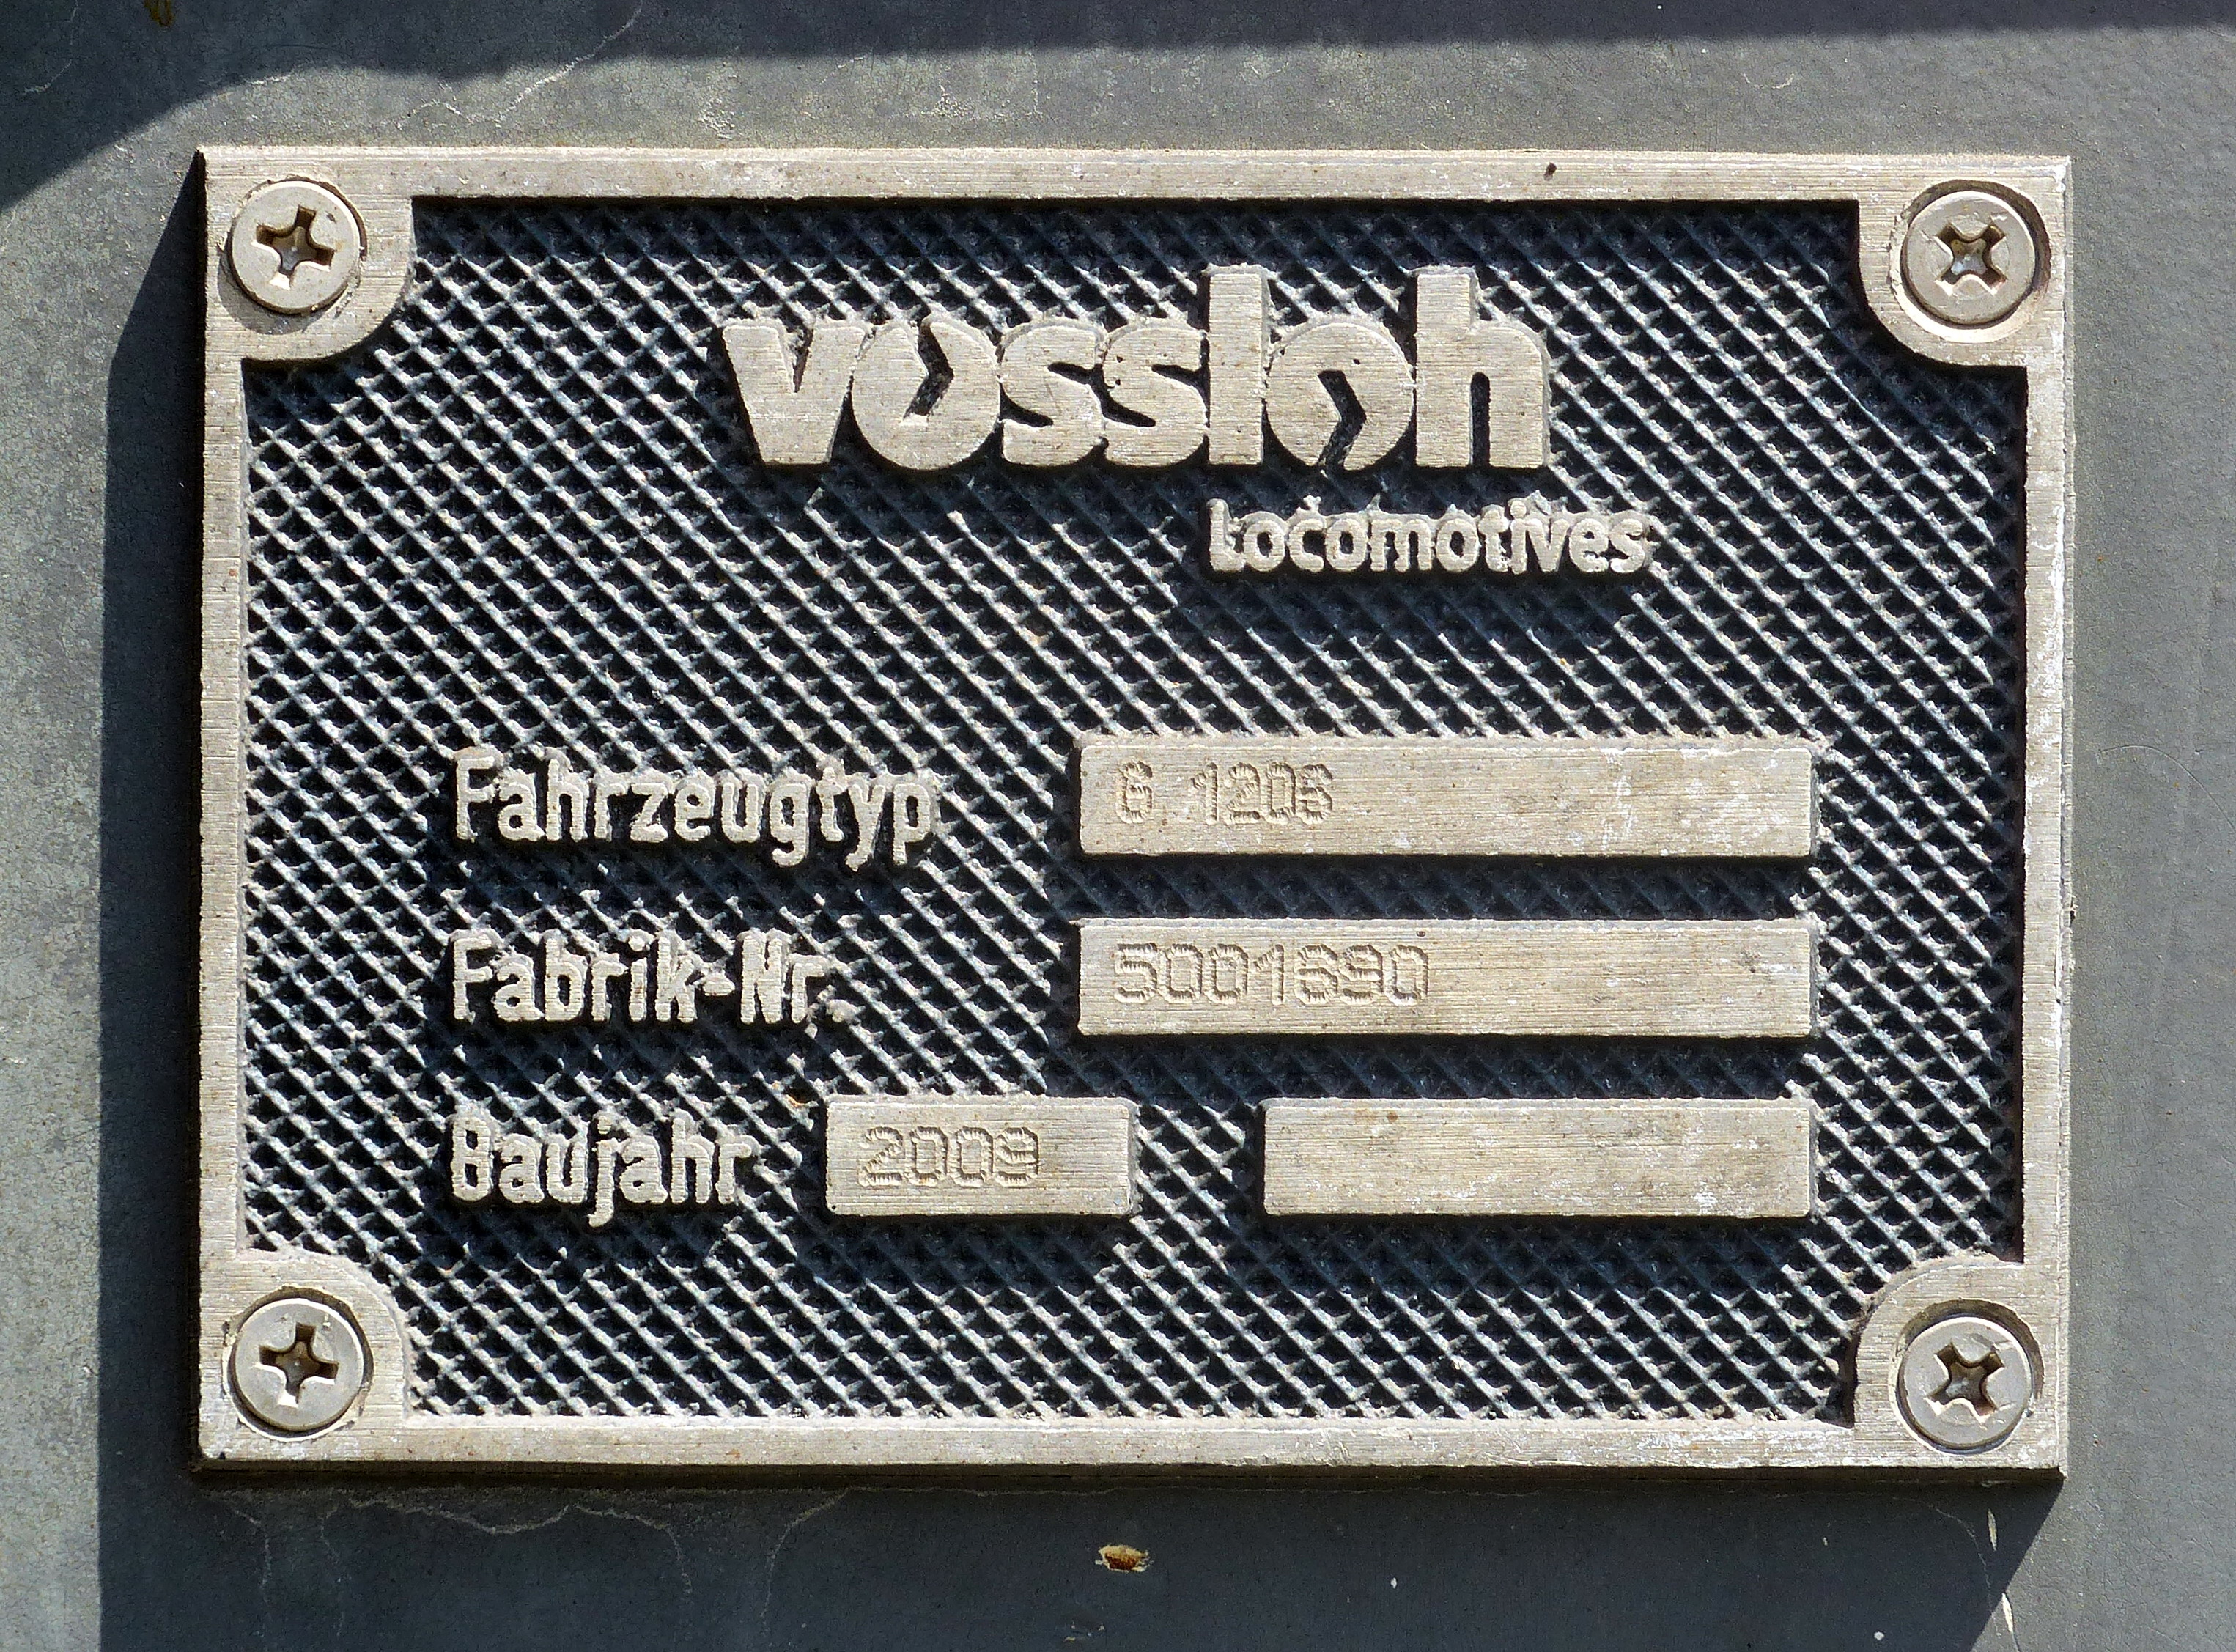 vossloh
Locomotives
Fahrzeugtyp G 1206
Fabrik-Nr. 5001690
Baujahr 2009